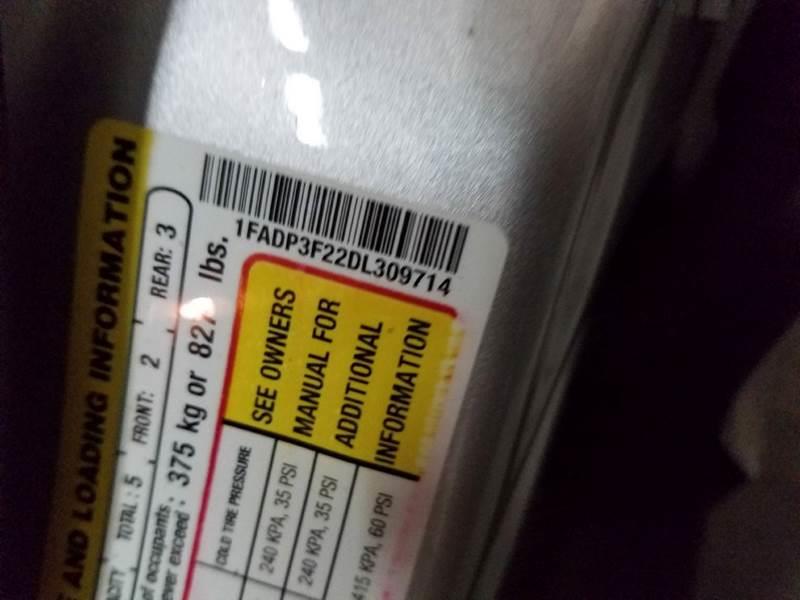 E AND LOADING INFORMATION
TOTAL: 5 FRONT: 2 REAR: 3
of occupants
ever exceed: 375 kg or 827 lbs.
1FADP3F22DL309714
COLD TIRE PRESSURE
240 KPA, 35 PSI
240 KPA, 35 PSI
415 KPA, 60 PSI
SEE OWNERS
MANUAL FOR
ADDITIONAL
INFORMATION